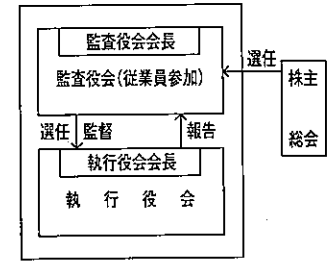 監査役会会長
監査役会(従業員参加)
選任
株主
総会
選任
監督
報告
執行役会会長
執行役会